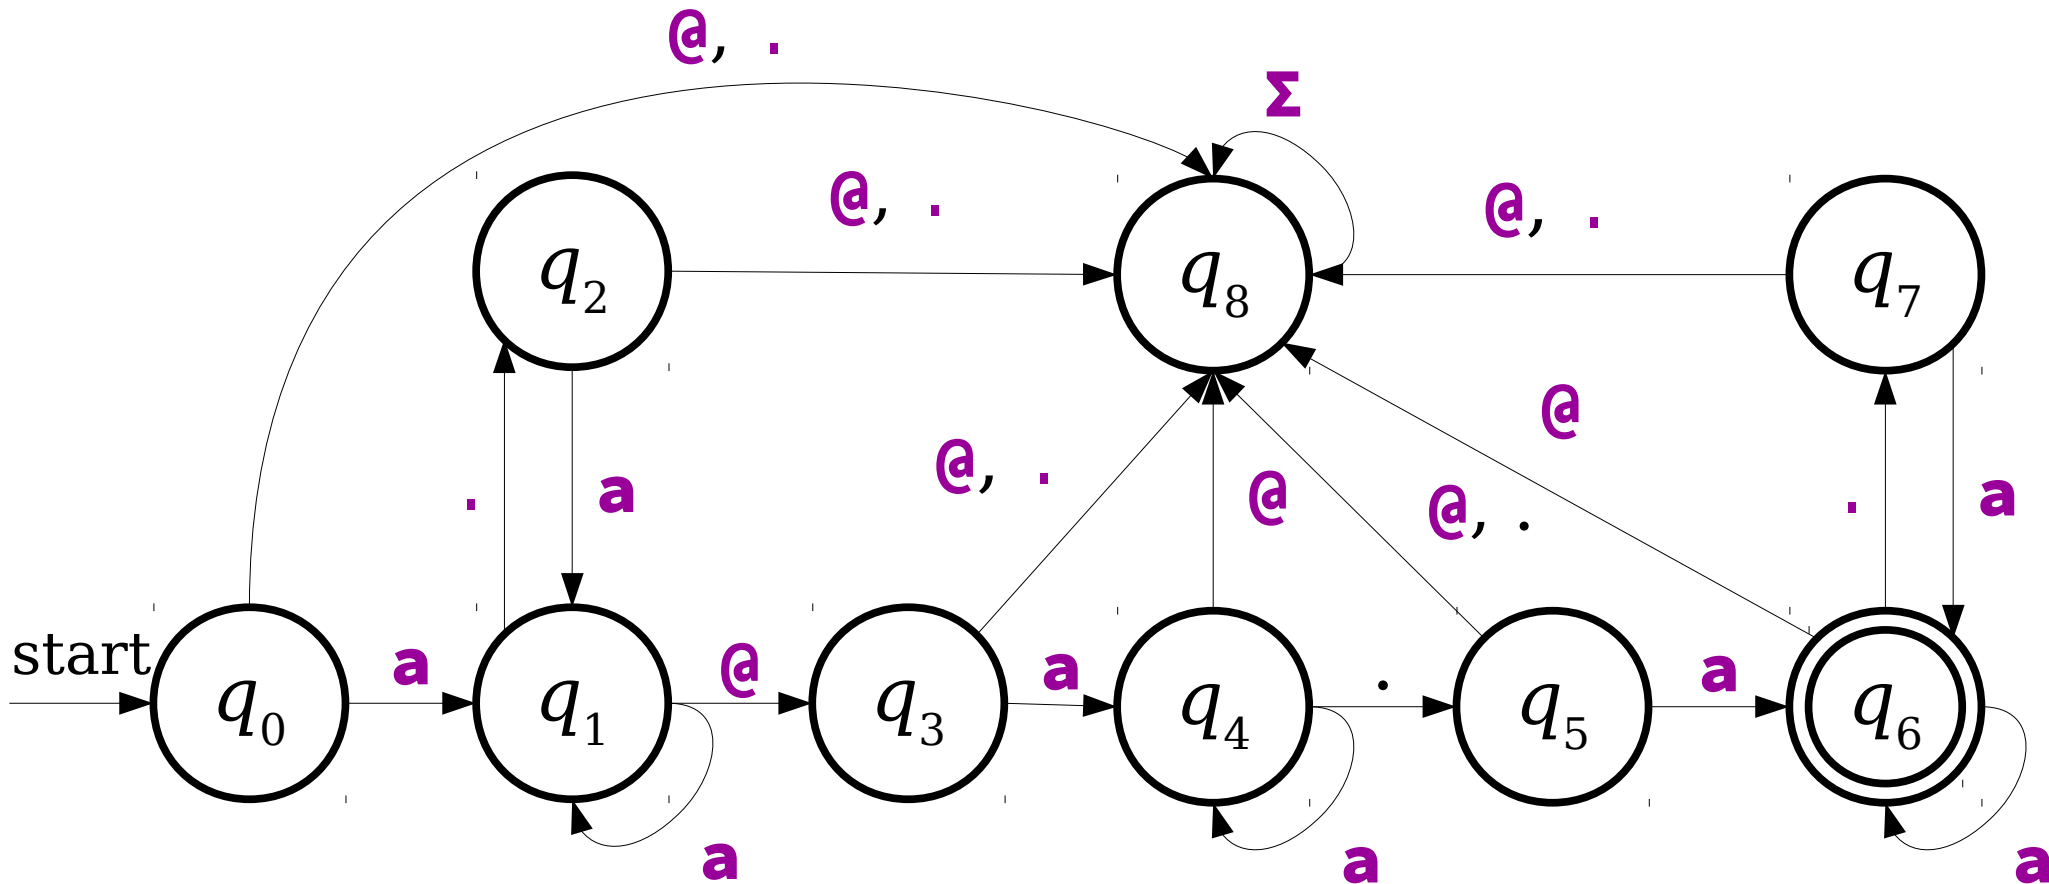 @, .
Σ
@, .
@, .
q2
q8
q7
@
@, .
@
@, .
.
a
.
a
start
a
@
a
.
a
q0
q1
q3
q4
q5
q6
a
a
a